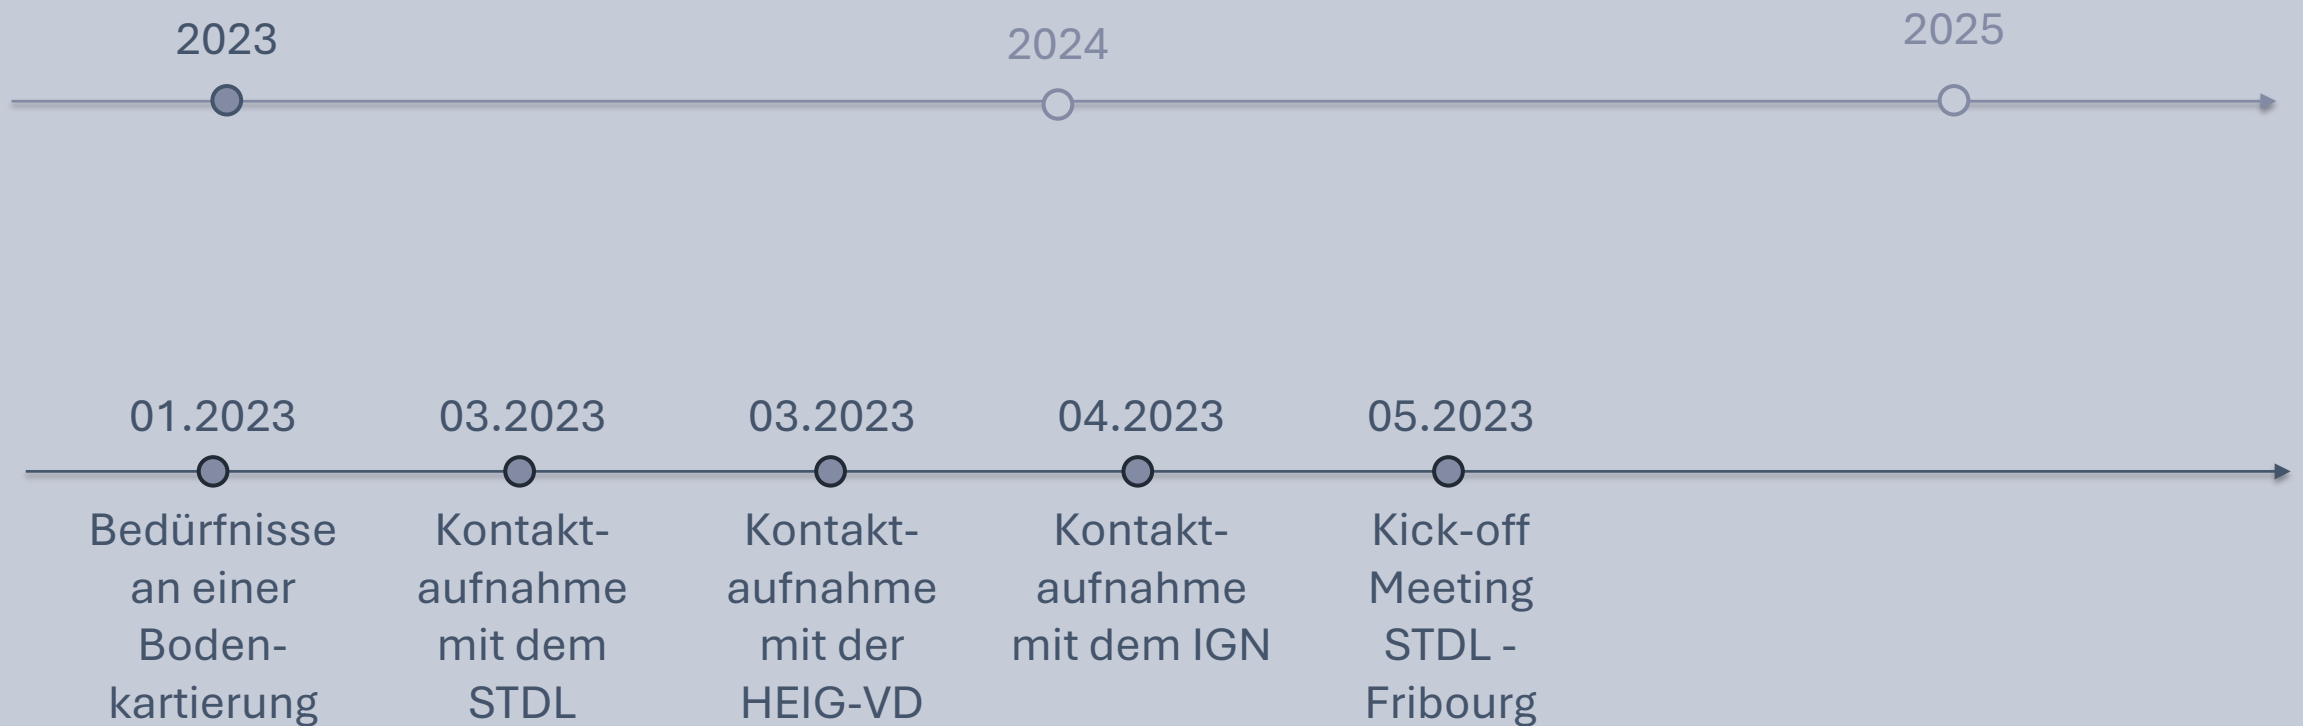 2023
2024
2025
01.2023
03.2023
03.2023
04.2023
05.2023
Bedürfnisse
an einer
Boden-
kartierung
Kontakt-
aufnahme
mit dem
STDL
Kontakt-
aufnahme
mit der
HEIG-VD
Kontakt-
aufnahme
mit dem IGN
Kick-off
Meeting
STDL -
Fribourg